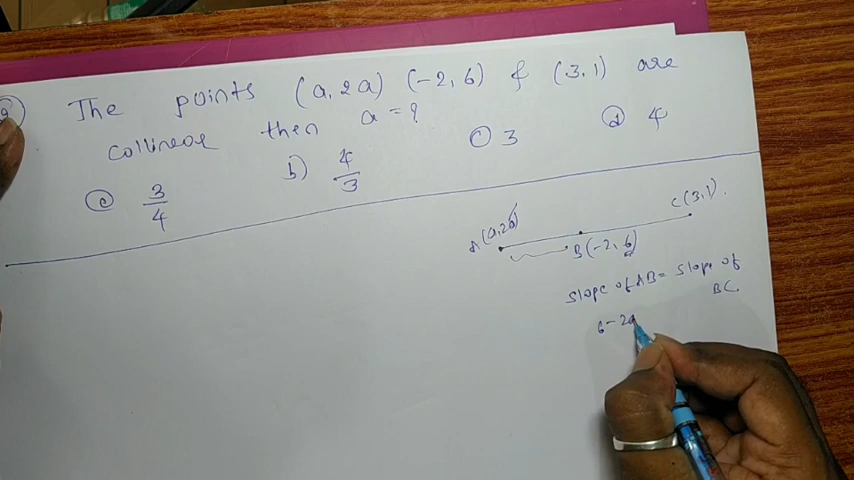 The points (a, 2a) (-2, 6) & (3, 1) are
collinear then a = ?
ⓐ 3/4 b) 4/3 ⓒ 3 ⓓ 4
A(a, 2a) B(-2, 6) C(3, 1).
Slope of AB = Slope of
BC.
6 - 2a